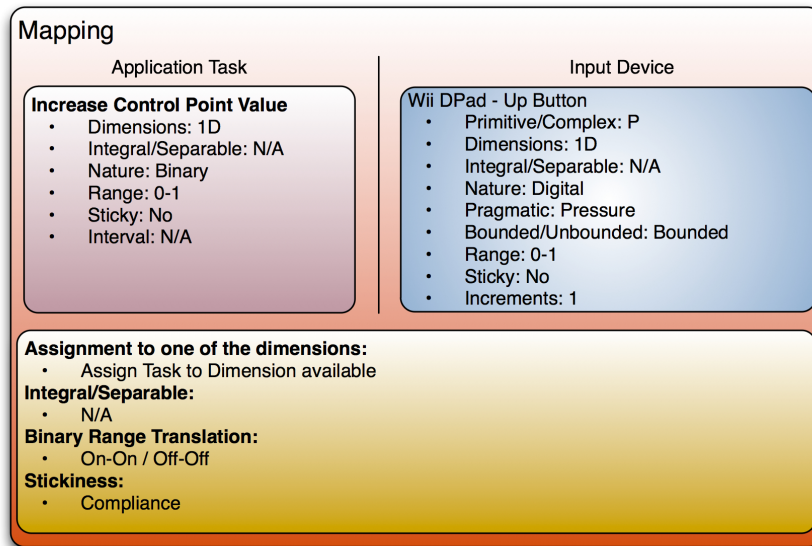 Mapping
Application Task
Input Device
Increase Control Point Value
• Dimensions: 1D
• Integral/Separable: N/A
• Nature: Binary
• Range: 0-1
• Sticky: No
• Interval: N/A
Wii DPad - Up Button
• Primitive/Complex: P
• Dimensions: 1D
• Integral/Separable: N/A
• Nature: Digital
• Pragmatic: Pressure
• Bounded/Unbounded: Bounded
• Range: 0-1
• Sticky: No
• Increments: 1
Assignment to one of the dimensions:
• Assign Task to Dimension available
Integral/Separable:
• N/A
Binary Range Translation:
• On-On / Off-Off
Stickiness:
• Compliance